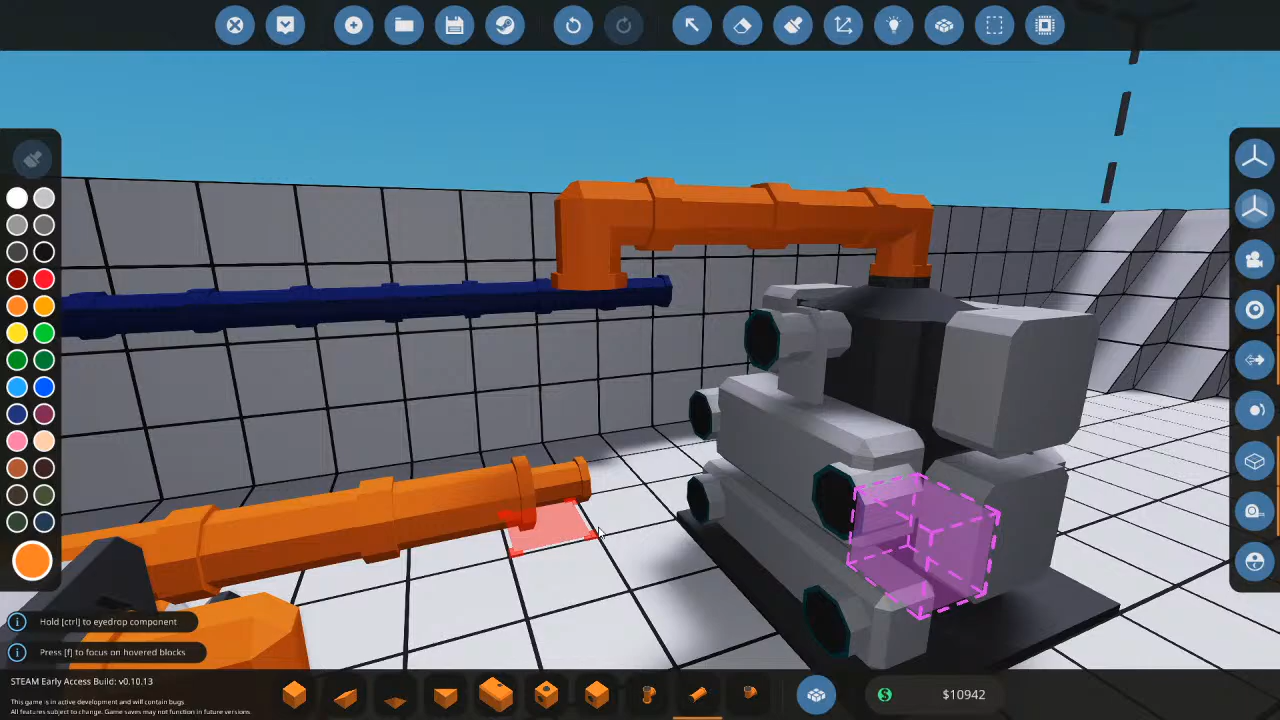 Hold [ctrl] to eyedrop component
Press [f] to focus on hovered blocks
STEAM Early Access Build: v0.10.13
This game is in active development and will contain bugs
All features subject to change. Game saves may not function in future versions.
$10942